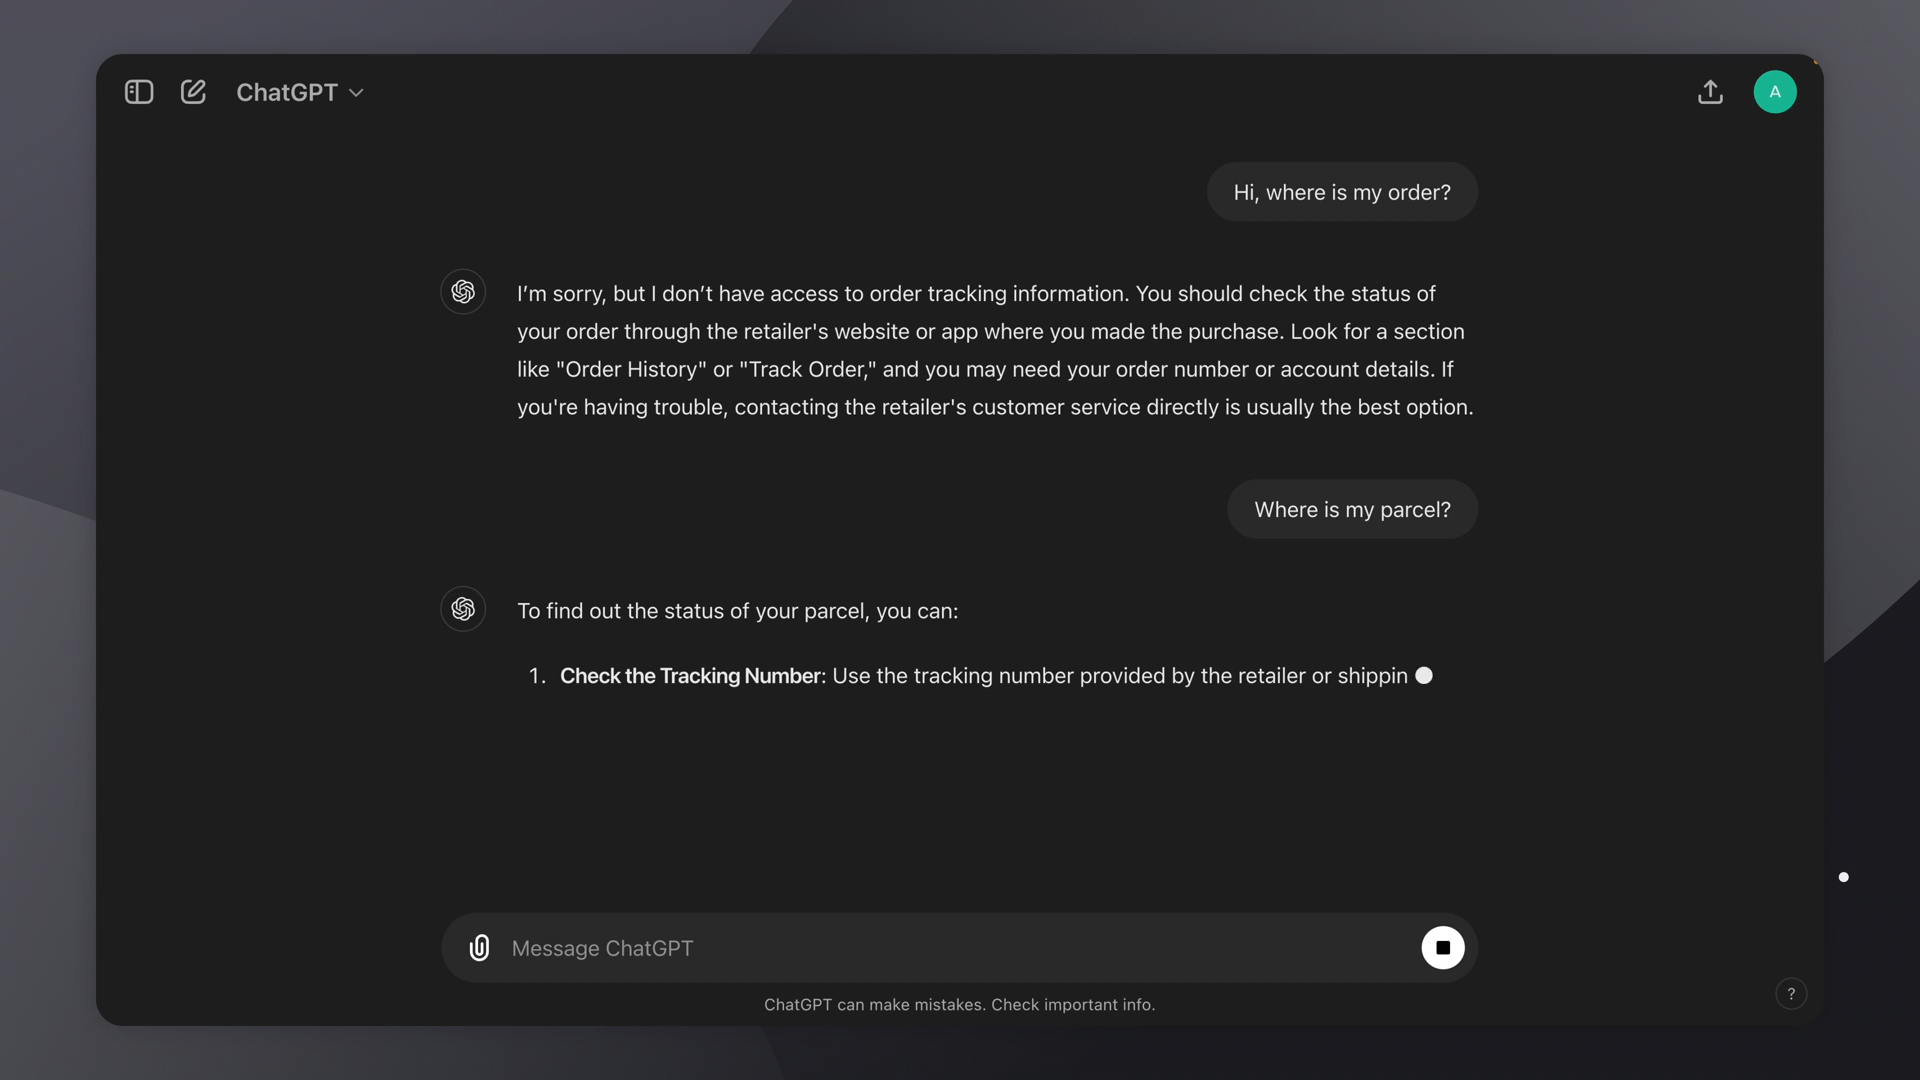 ChatGPT
A
Hi, where is my order?
I’m sorry, but I don’t have access to order tracking information. You should check the status of
your order through the retailer's website or app where you made the purchase. Look for a section
like "Order History" or "Track Order," and you may need your order number or account details. If
you're having trouble, contacting the retailer's customer service directly is usually the best option.
Where is my parcel?
To find out the status of your parcel, you can:
1. Check the Tracking Number: Use the tracking number provided by the retailer or shippin
Message ChatGPT
ChatGPT can make mistakes. Check important info.
?